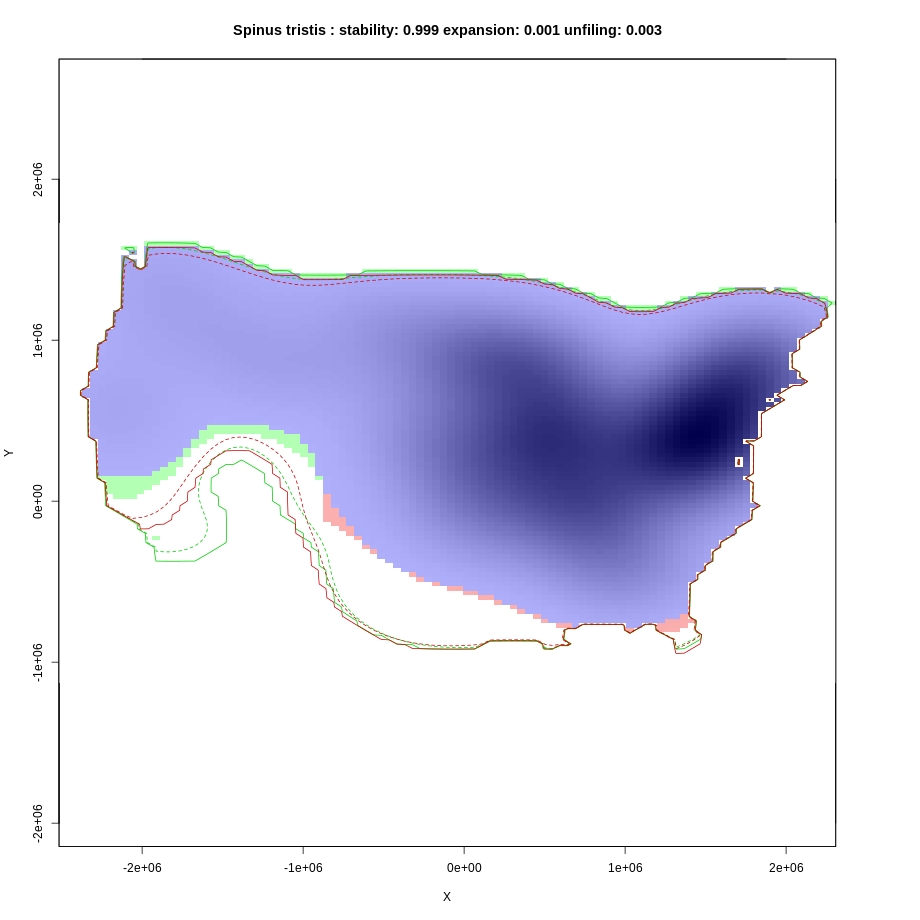 Spinus tristis : stability: 0.999 expansion: 0.001 unfiling: 0.003
2e+06
1e+06
0e+00
-1e+06
-2e+06
Y
-2e+06 -1e+06 0e+00 1e+06 2e+06
X